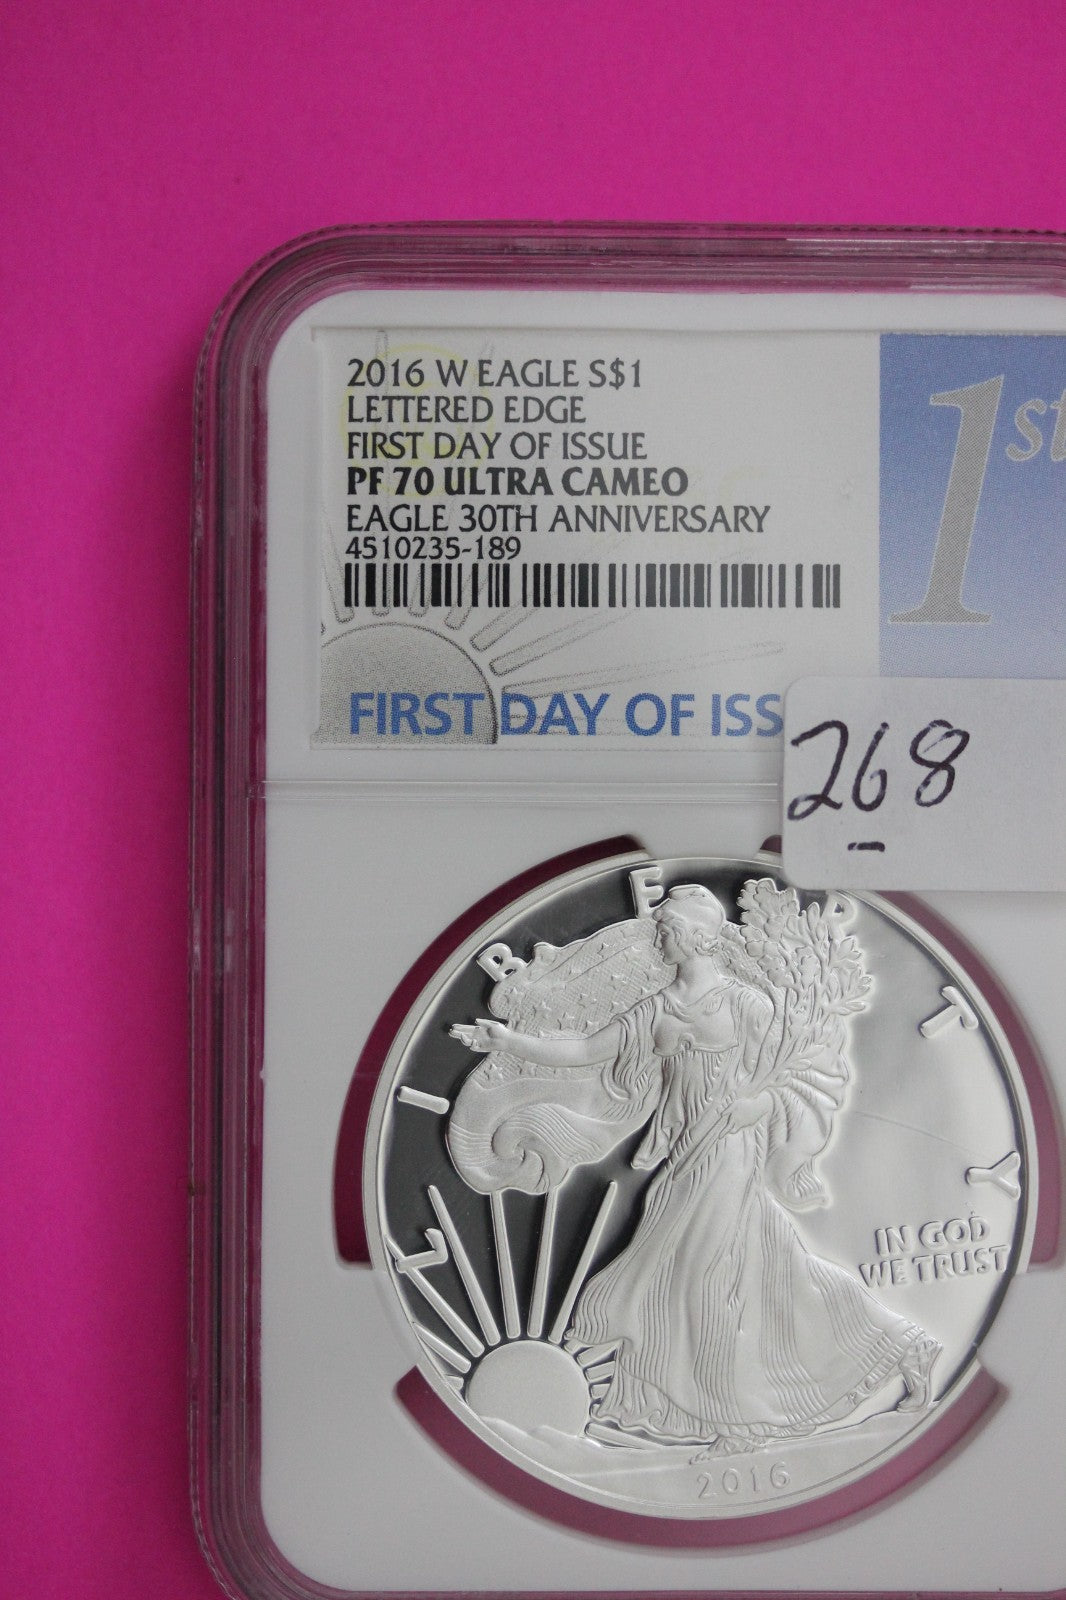 2016 W EAGLE S$1
LETTERED EDGE
FIRST DAY OF ISSUE
PF 70 ULTRA CAMEO
EAGLE 30TH ANNIVERSARY
4510235-189
1st
FIRST DAY OF ISS
268
LIBERTY
IN GOD
WE TRUST
2016